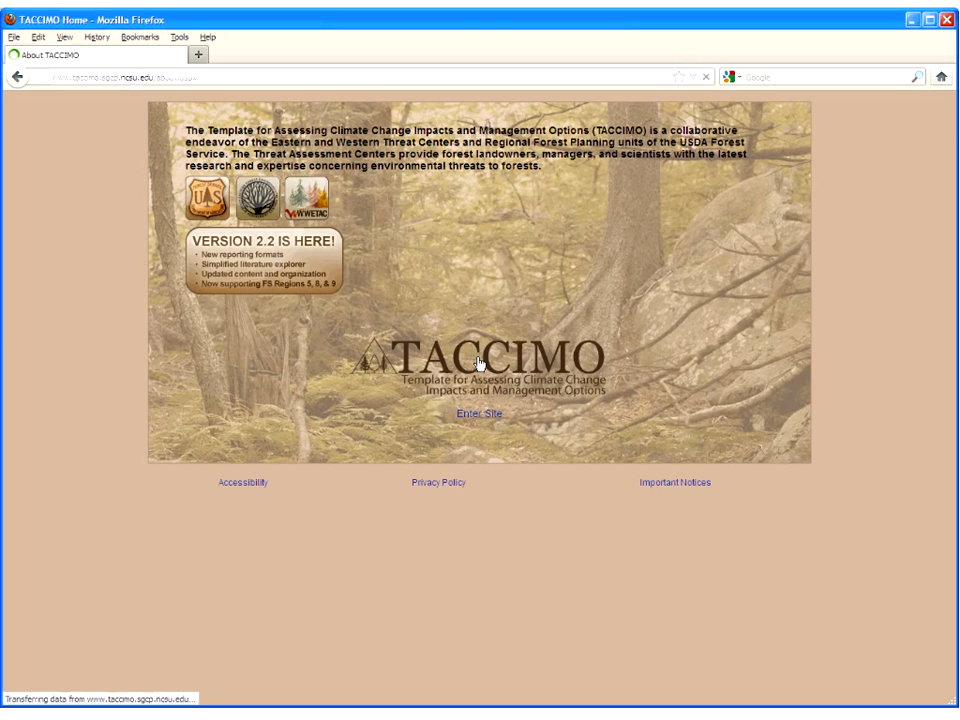 TACCIMO Home - Mozilla Firefox
File Edit View History Bookmarks Tools Help
About TACCIMO
Google
The Template for Assessing Climate Change Impacts and Management Options (TACCIMO) is a collaborative
endeavor of the Eastern and Western Threat Centers and Regional Forest Planning units of the USDA Forest
Service. The Threat Assessment Centers provide forest landowners, managers, and scientists with the latest
research and expertise concerning environmental threats to forests.
UAS
WWETAC
VERSION 2.2 IS HERE!
• New reporting formats
• Simplified literature explorer
• Updated content and organization
• Now supporting FS Regions 5, 8, & 9
TACCIMO
Template for Assessing Climate Change
Impacts and Management Options
Enter Site
Accessibility Privacy Policy Important Notices
Transferring data from www.taccimo.sgcp.ncsu.edu...